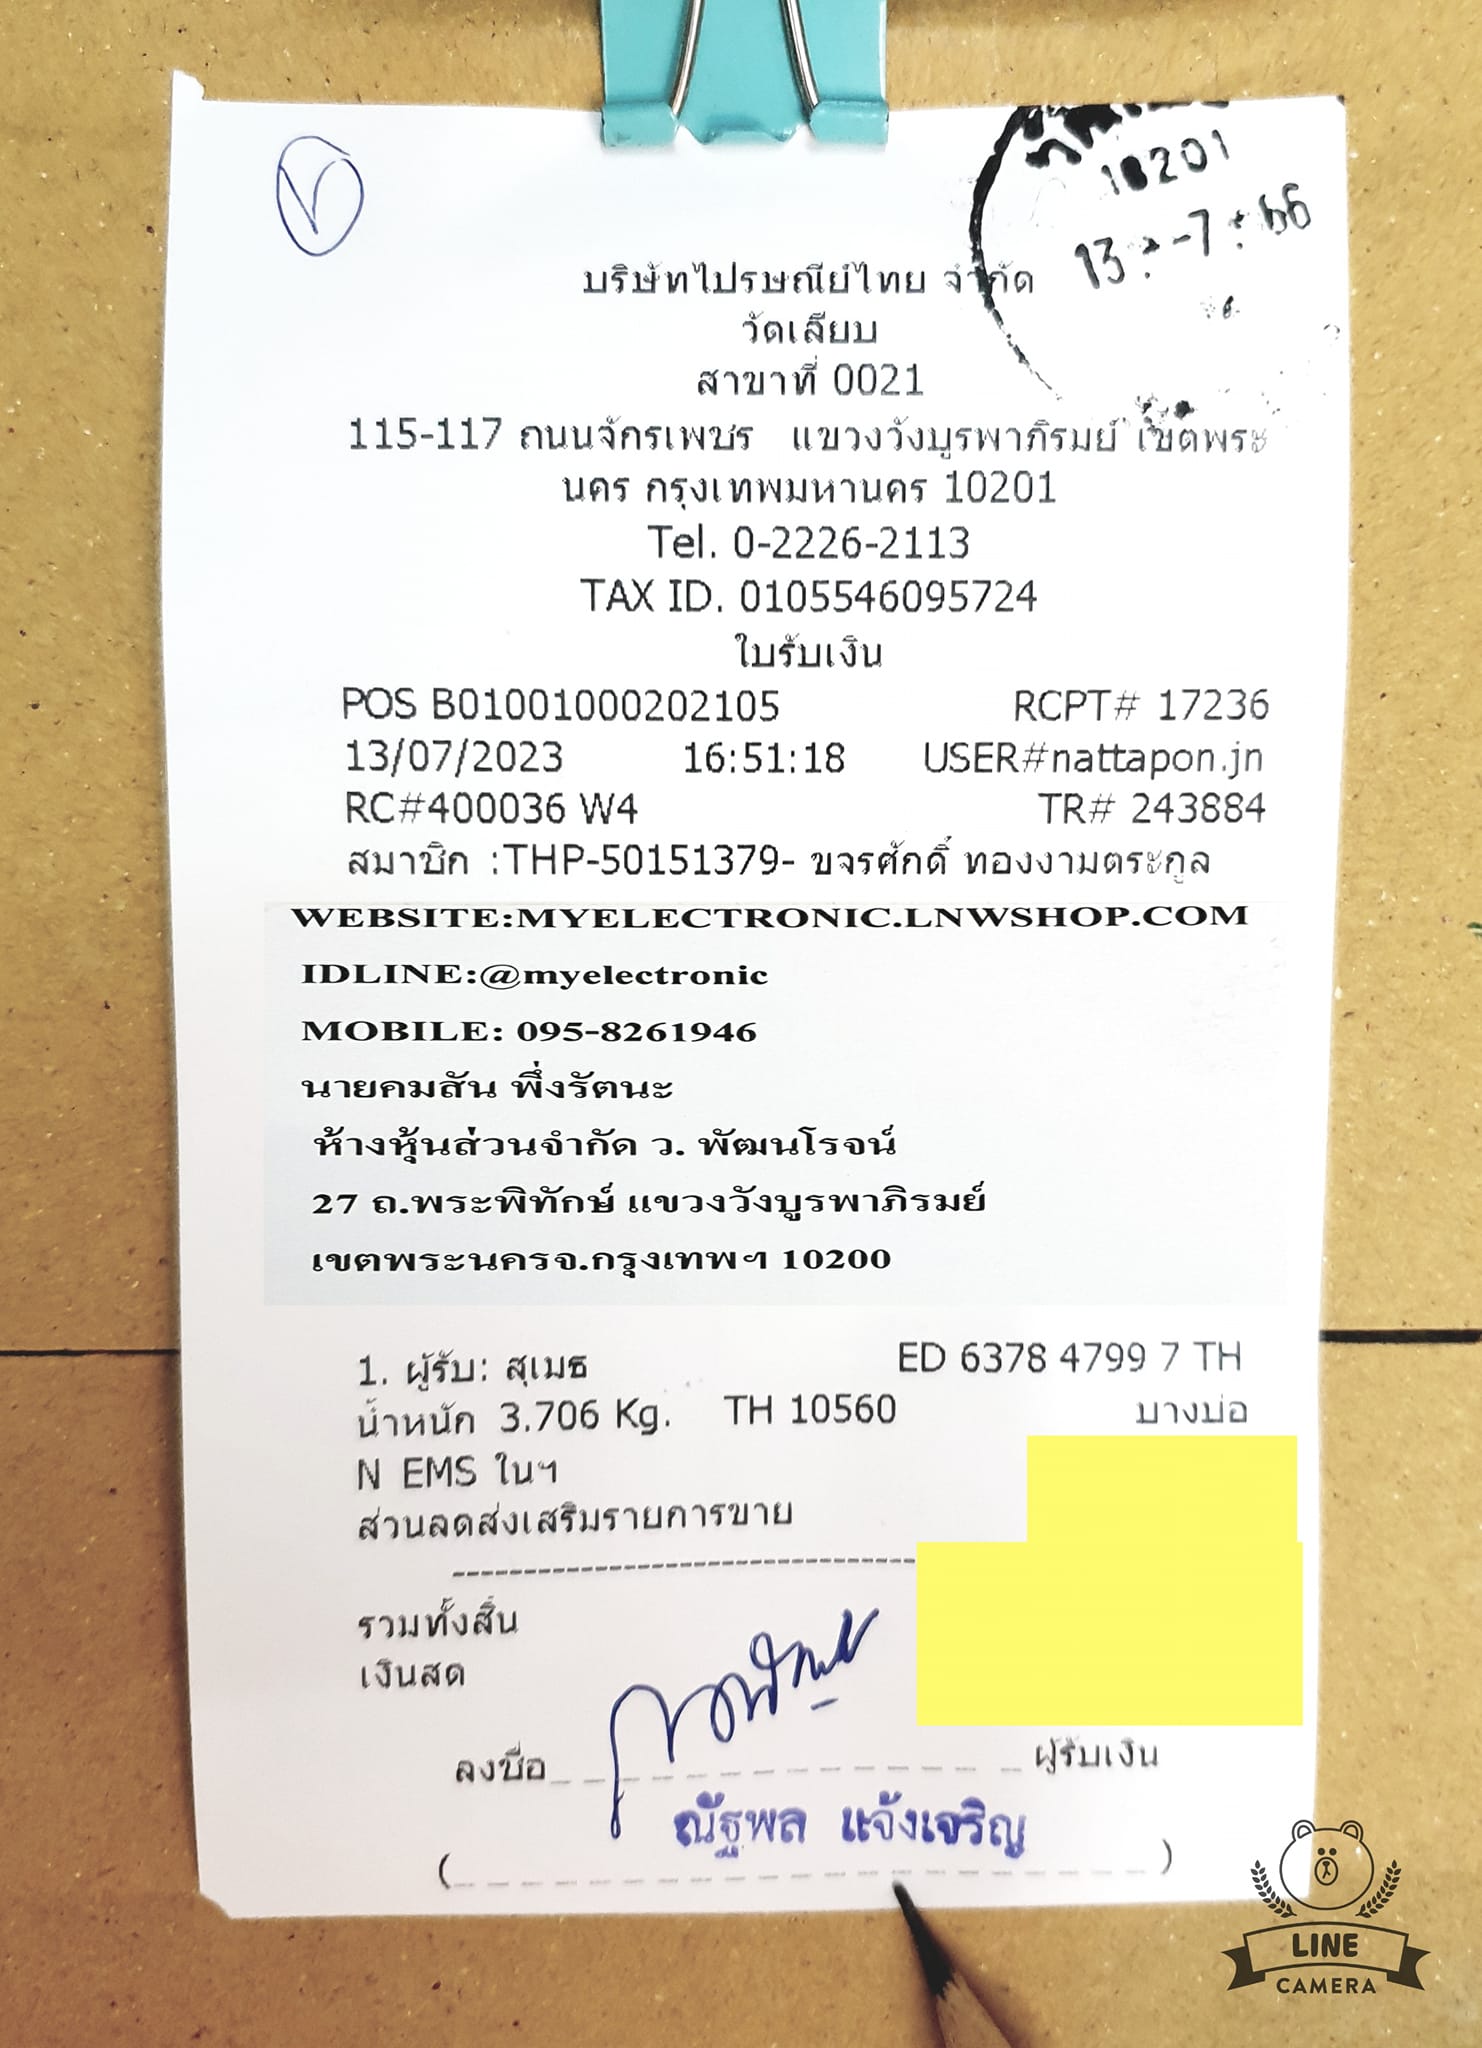 10201
13 -7 66
บริษัทไปรษณีย์ไทย จำกัด
วัดเลียบ
สาขาที่ 0021
115-117 ถนนจักรเพชร แขวงวังบูรพาภิรมย์ เขตพระ
นคร กรุงเทพมหานคร 10201
Tel. 0-2226-2113
TAX ID. 0105546095724
ใบรับเงิน
POS B01001000202105 RCPT# 17236
13/07/2023 16:51:18 USER#nattapon.jn
RC#400036 W4 TR# 243884
สมาชิก :THP-50151379- ขจรศักดิ์ ทองงามตระกูล
WEBSITE:MYELECTRONIC.LNWSHOP.COM
IDLINE:@myelectronic
MOBILE: 095-8261946
นายคมสัน พึ่งรัตนะ
ห้างหุ้นส่วนจำกัด ว. พัฒนโรจน์
27 ถ.พระพิทักษ์ แขวงวังบูรพาภิรมย์
เขตพระนครจ.กรุงเทพฯ 10200
1. ผู้รับ: สุเมธ ED 6378 4799 7 TH
น้ำหนัก 3.706 Kg. TH 10560 บางบ่อ
N EMS ในฯ
ส่วนลดส่งเสริมรายการขาย
รวมทั้งสิ้น
เงินสด
ลงชื่อ ผู้รับเงิน
ณัฐพล แจ้งเจริญ
LINE
CAMERA